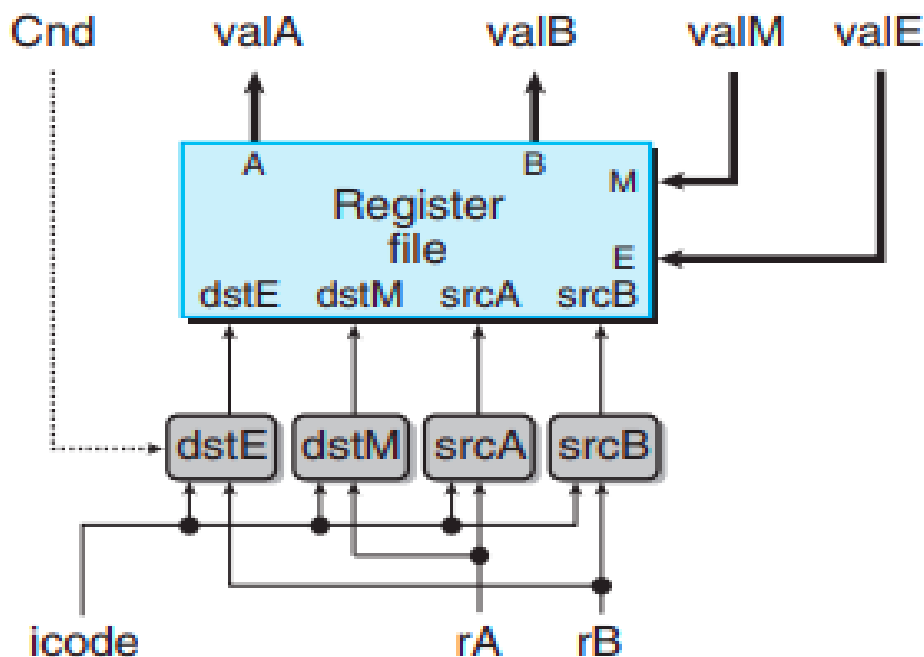 Cnd valA valB valM valE
A B
M
Register
file
E
dstE dstM srcA srcB
dstE dstM srcA srcB
icode rA rB